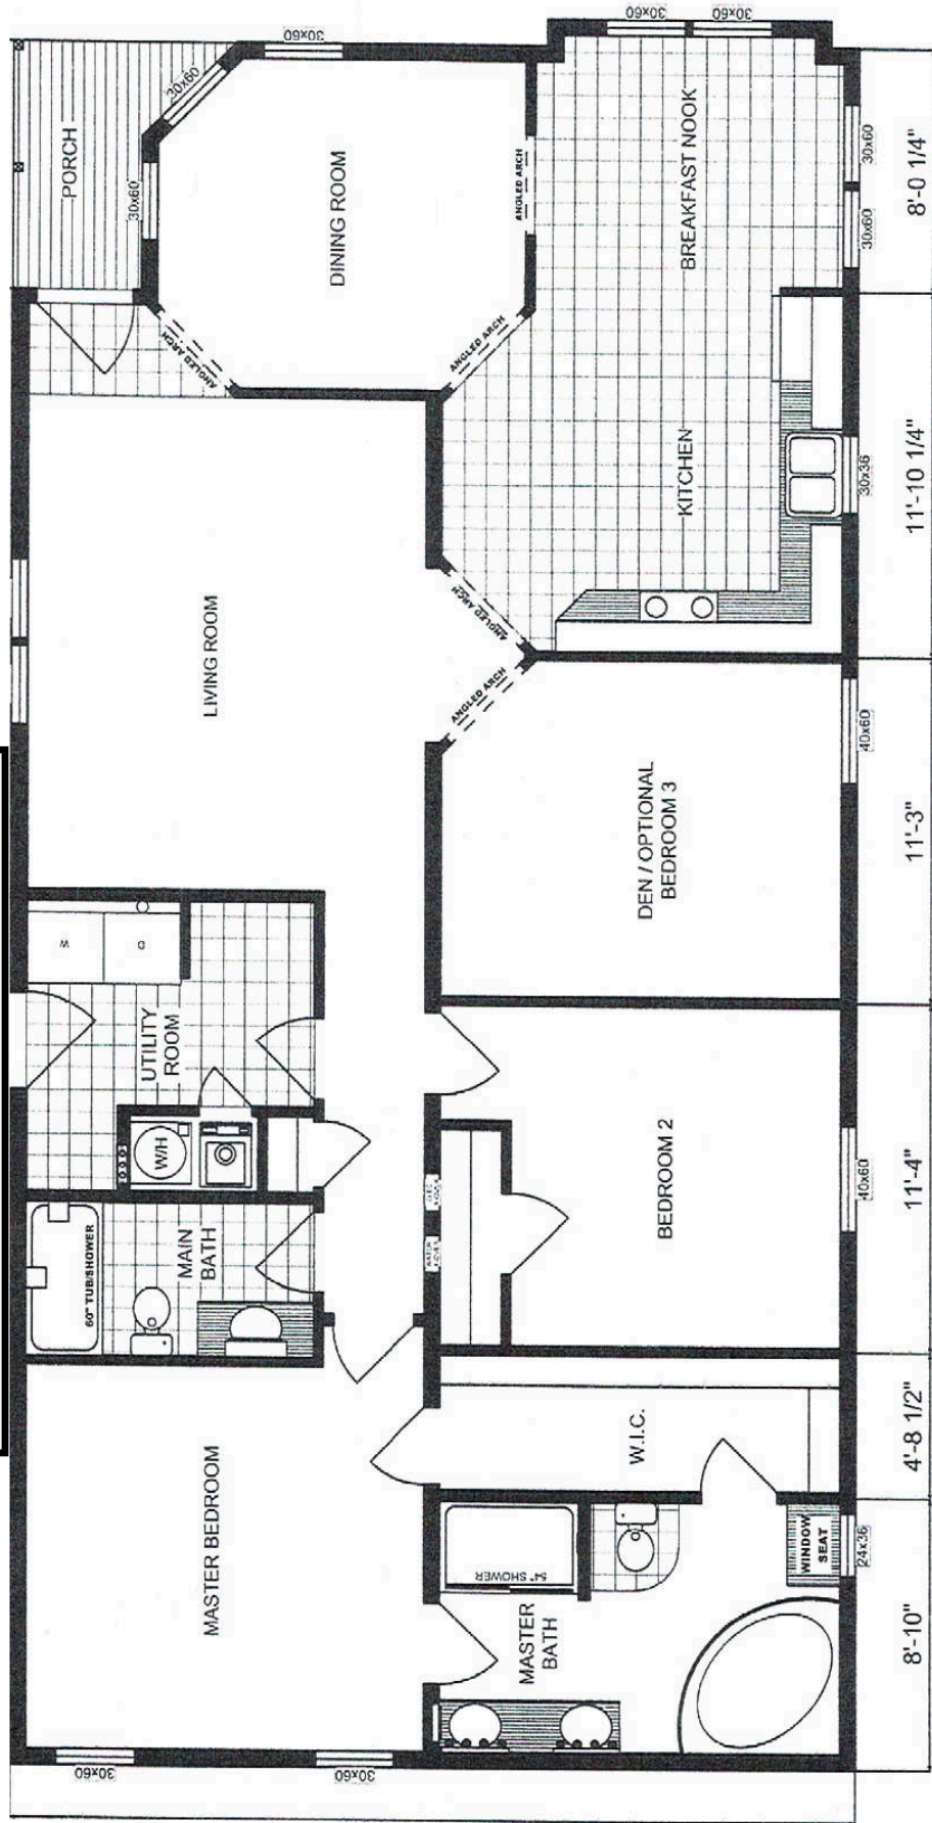 30x60
30x60
30x60
30x60
30x60
PORCH
30x60
DINING ROOM
ANGLED ARCH
BREAKFAST NOOK
30x60
30x60
8'-0 1/4"
ANGLED ARCH
ANGLED ARCH
KITCHEN
30x36
11'-10 1/4"
LIVING ROOM
ANGLED ARCH
ANGLED ARCH
40x60
DEN / OPTIONAL
BEDROOM 3
11'-3"
W
D
UTILITY
ROOM
W/H
BEDROOM 2
40x60
11'-4"
60" TUB/SHOWER
MAIN
BATH
MASTER BEDROOM
W.I.C.
4'-8 1/2"
54" SHOWER
MASTER
BATH
WINDOW
SEAT
24x36
8'-10"
30x60
30x60